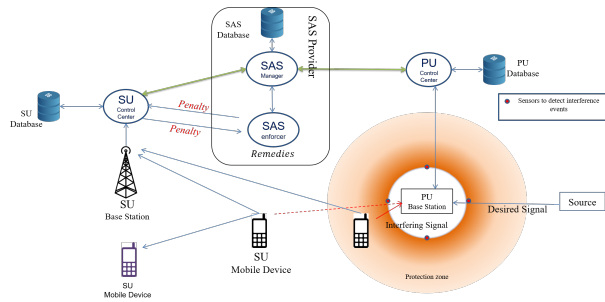 SAS
Database
SAS Provider
SAS
Manager
PU
Control
Center
PU
Database
SU
Control
Center
SU
Database
Penalty
Penalty
SAS
enforcer
Remedies
Sensors to detect interference
events
SU
Base Station
PU
Base Station
Desired Signal
Source
Interfering Signal
SU
Mobile Device
SU
Mobile Device
Protection zone